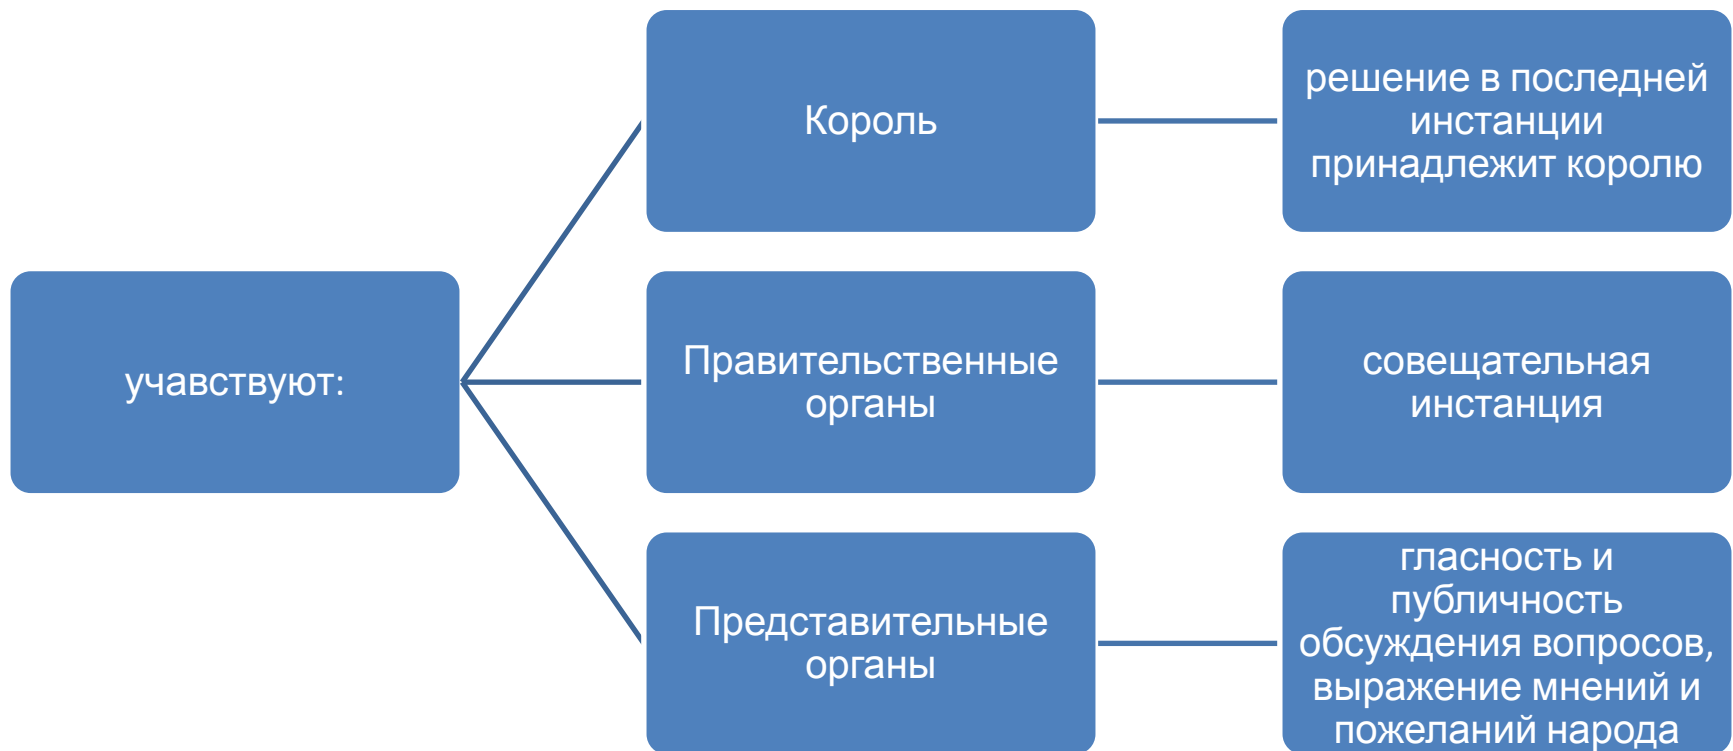 учавствуют:
Король
решение в последней
инстанции
принадлежит королю
Правительственные
органы
совещательная
инстанция
Представительные
органы
гласность и
публичность
обсуждения вопросов,
выражение мнений и
пожеланий народа